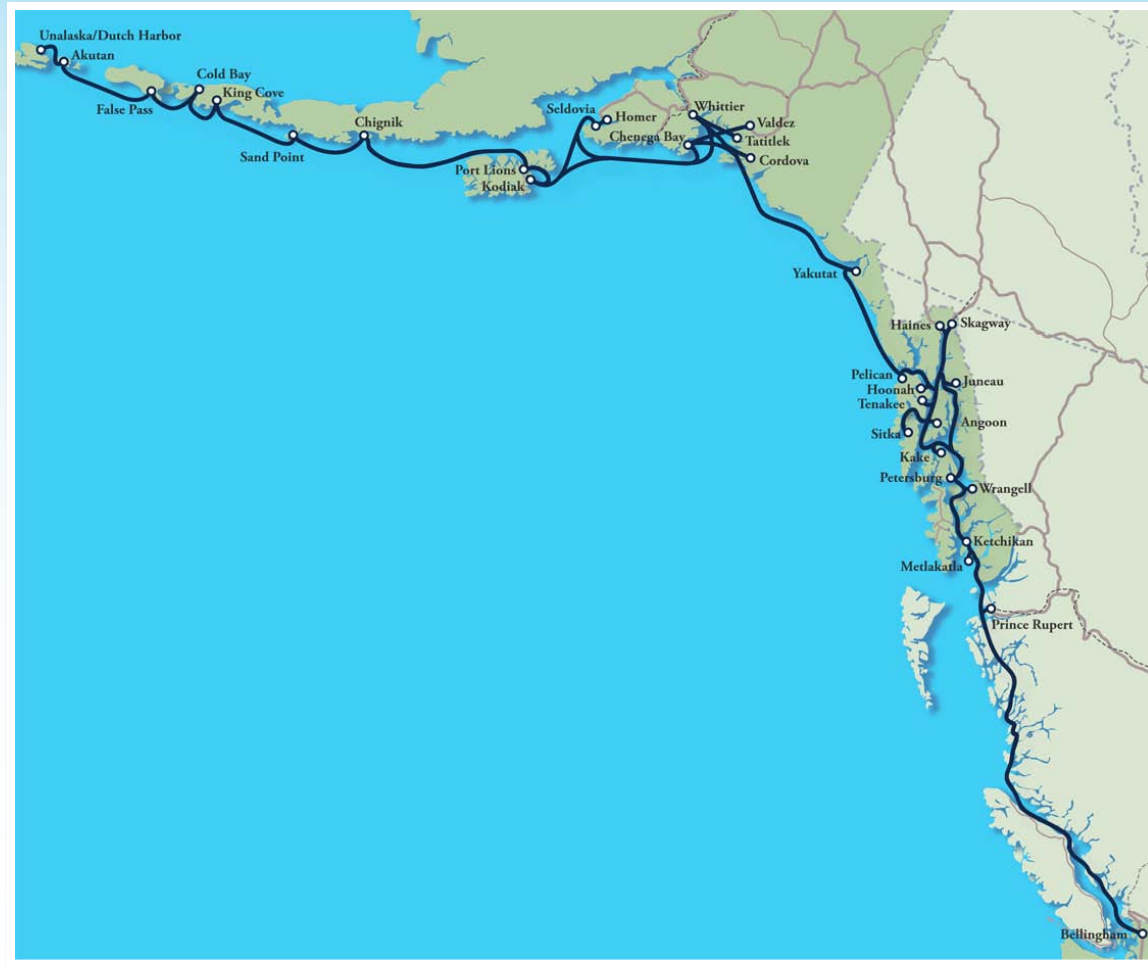 Unalaska/Dutch Harbor
Akutan
False Pass
Cold Bay
King Cove
Sand Point
Chignik
Seldovia
Homer
Port Lions
Kodiak
Whittier
Chenega Bay
Valdez
Tatitlek
Cordova
Yakutat
Haines
Skagway
Pelican
Hoonah
Tenakee
Juneau
Angoon
Sitka
Kake
Petersburg
Wrangell
Ketchikan
Metlakatla
Prince Rupert
Bellingham